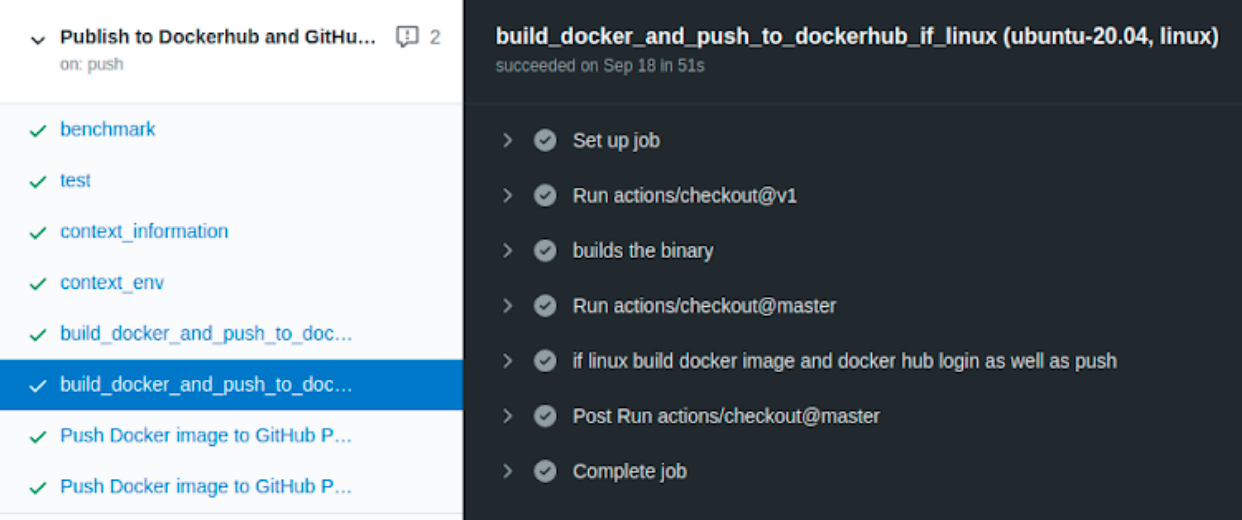 Publish to Dockerhub and GitHu... 2
on: push
benchmark
test
context_information
context_env
build_docker_and_push_to_doc...
build_docker_and_push_to_doc...
Push Docker image to GitHub P...
Push Docker image to GitHub P...
build_docker_and_push_to_dockerhub_if_linux (ubuntu-20.04, linux)
succeeded on Sep 18 in 51s
Set up job
Run actions/checkout@v1
builds the binary
Run actions/checkout@master
if linux build docker image and docker hub login as well as push
Post Run actions/checkout@master
Complete job